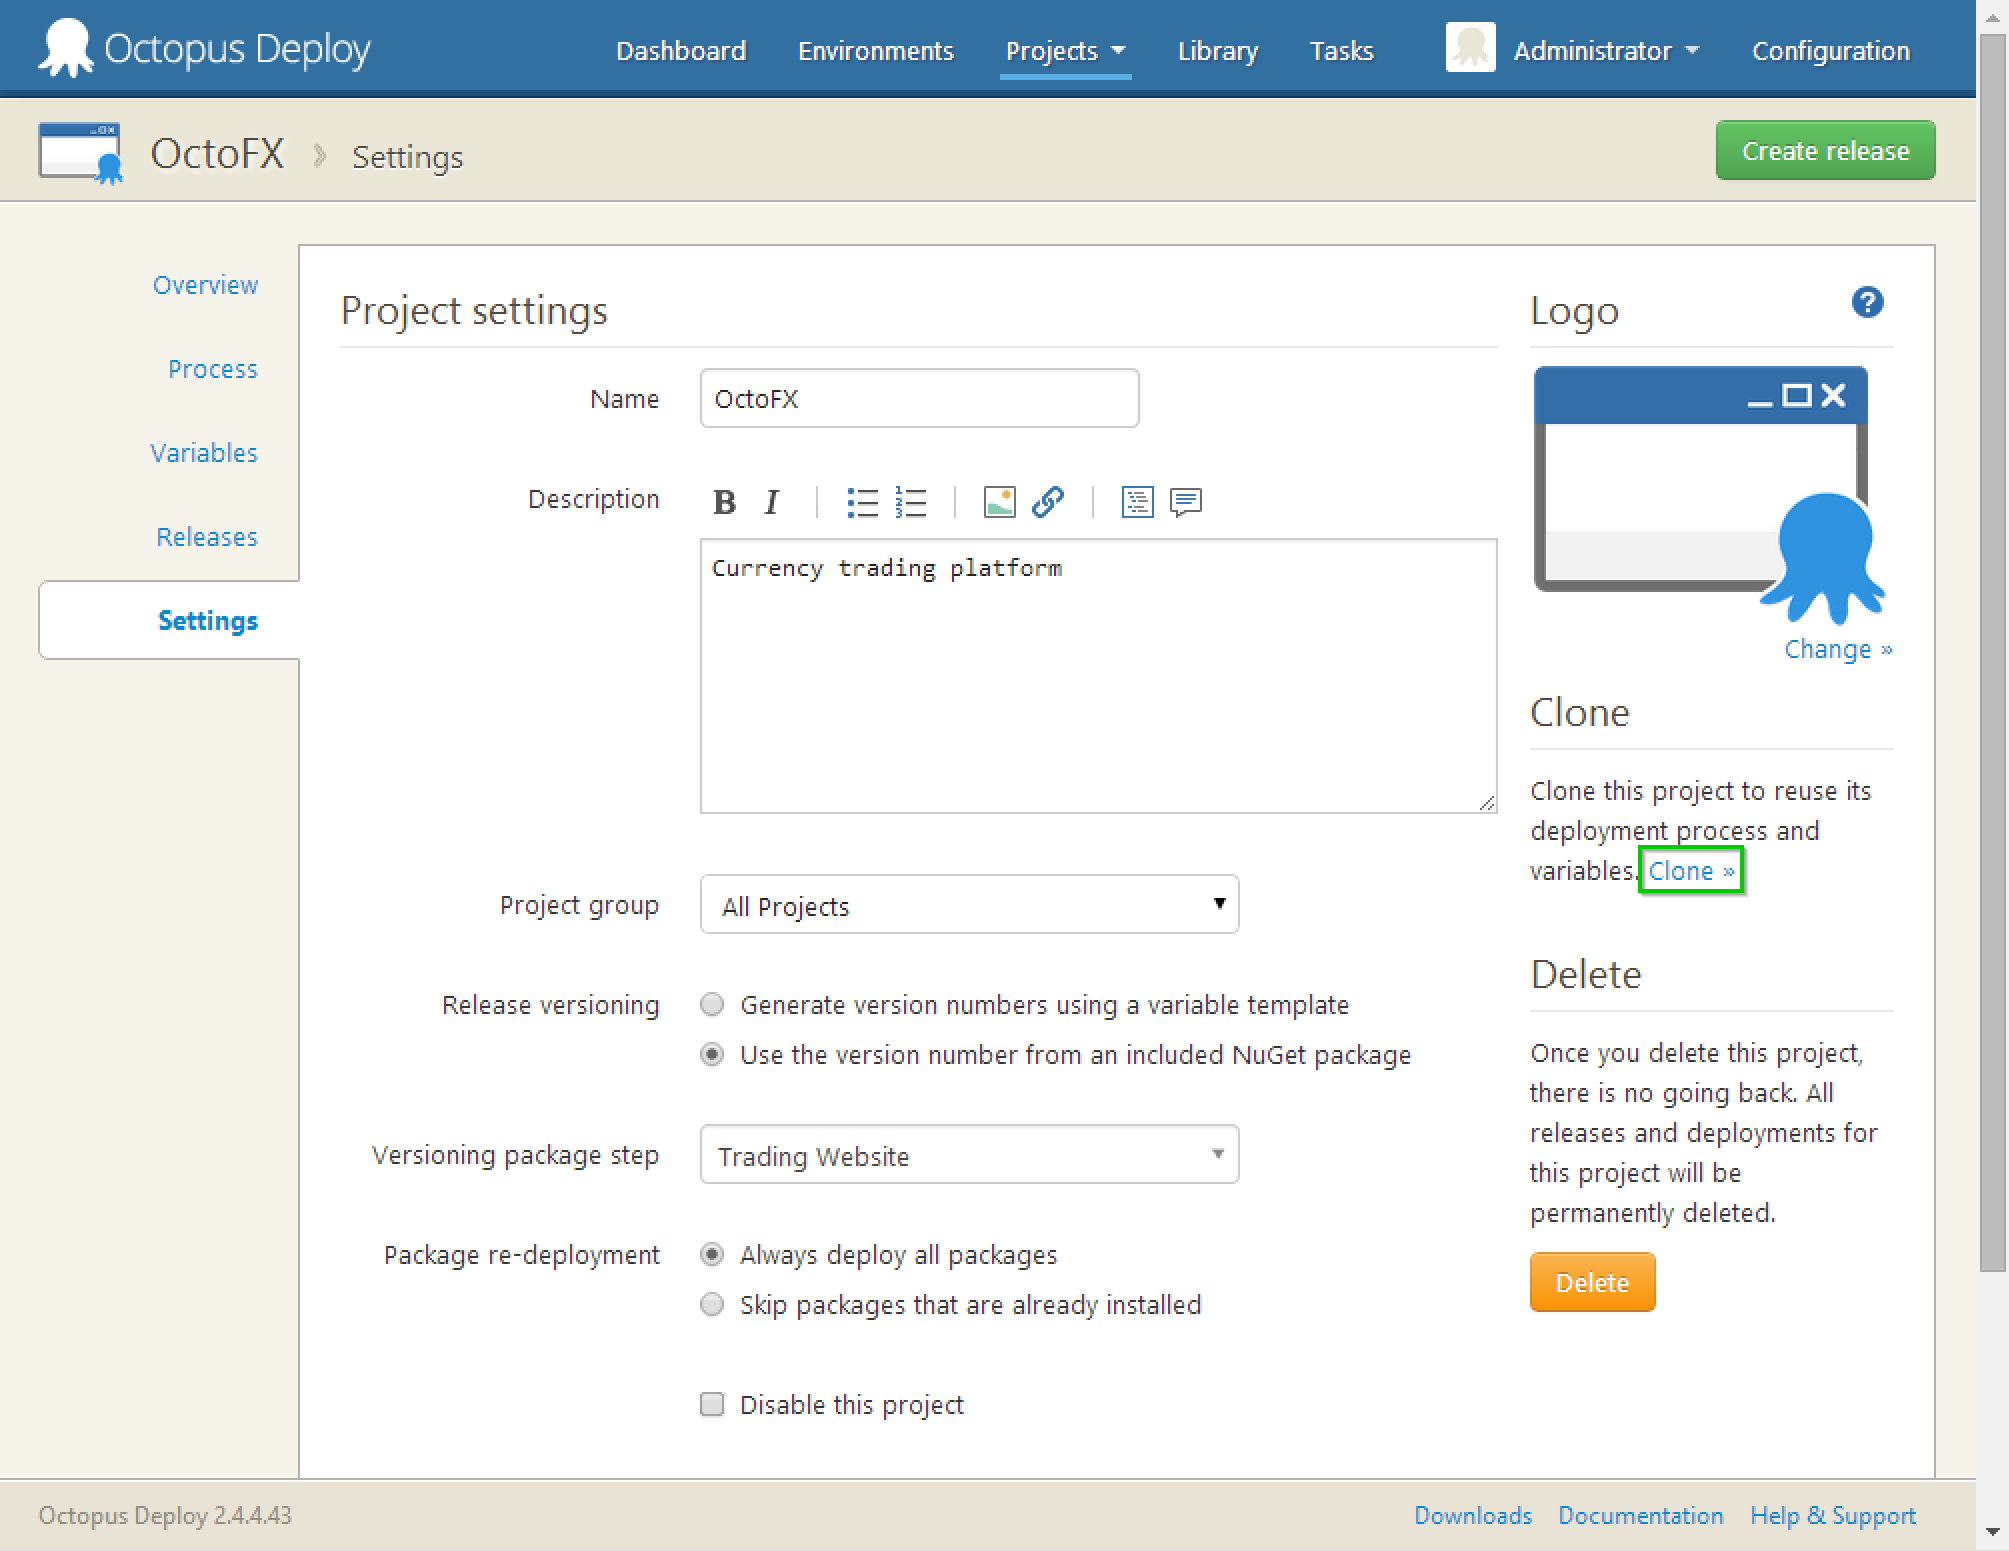 Octopus Deploy
Dashboard
Environments
Projects
Library
Tasks
Administrator
Configuration
OctoFX
Settings
Create release
Overview
Process
Variables
Releases
Settings
Project settings
Name
OctoFX
Description
B I
Currency trading platform
Project group
All Projects
Release versioning
Generate version numbers using a variable template
Use the version number from an included NuGet package
Versioning package step
Trading Website
Package re-deployment
Always deploy all packages
Skip packages that are already installed
Disable this project
Logo
?
Change »
Clone
Clone this project to reuse its
deployment process and
variables. Clone »
Delete
Once you delete this project,
there is no going back. All
releases and deployments for
this project will be
permanently deleted.
Delete
Octopus Deploy 2.4.4.43
Downloads
Documentation
Help & Support